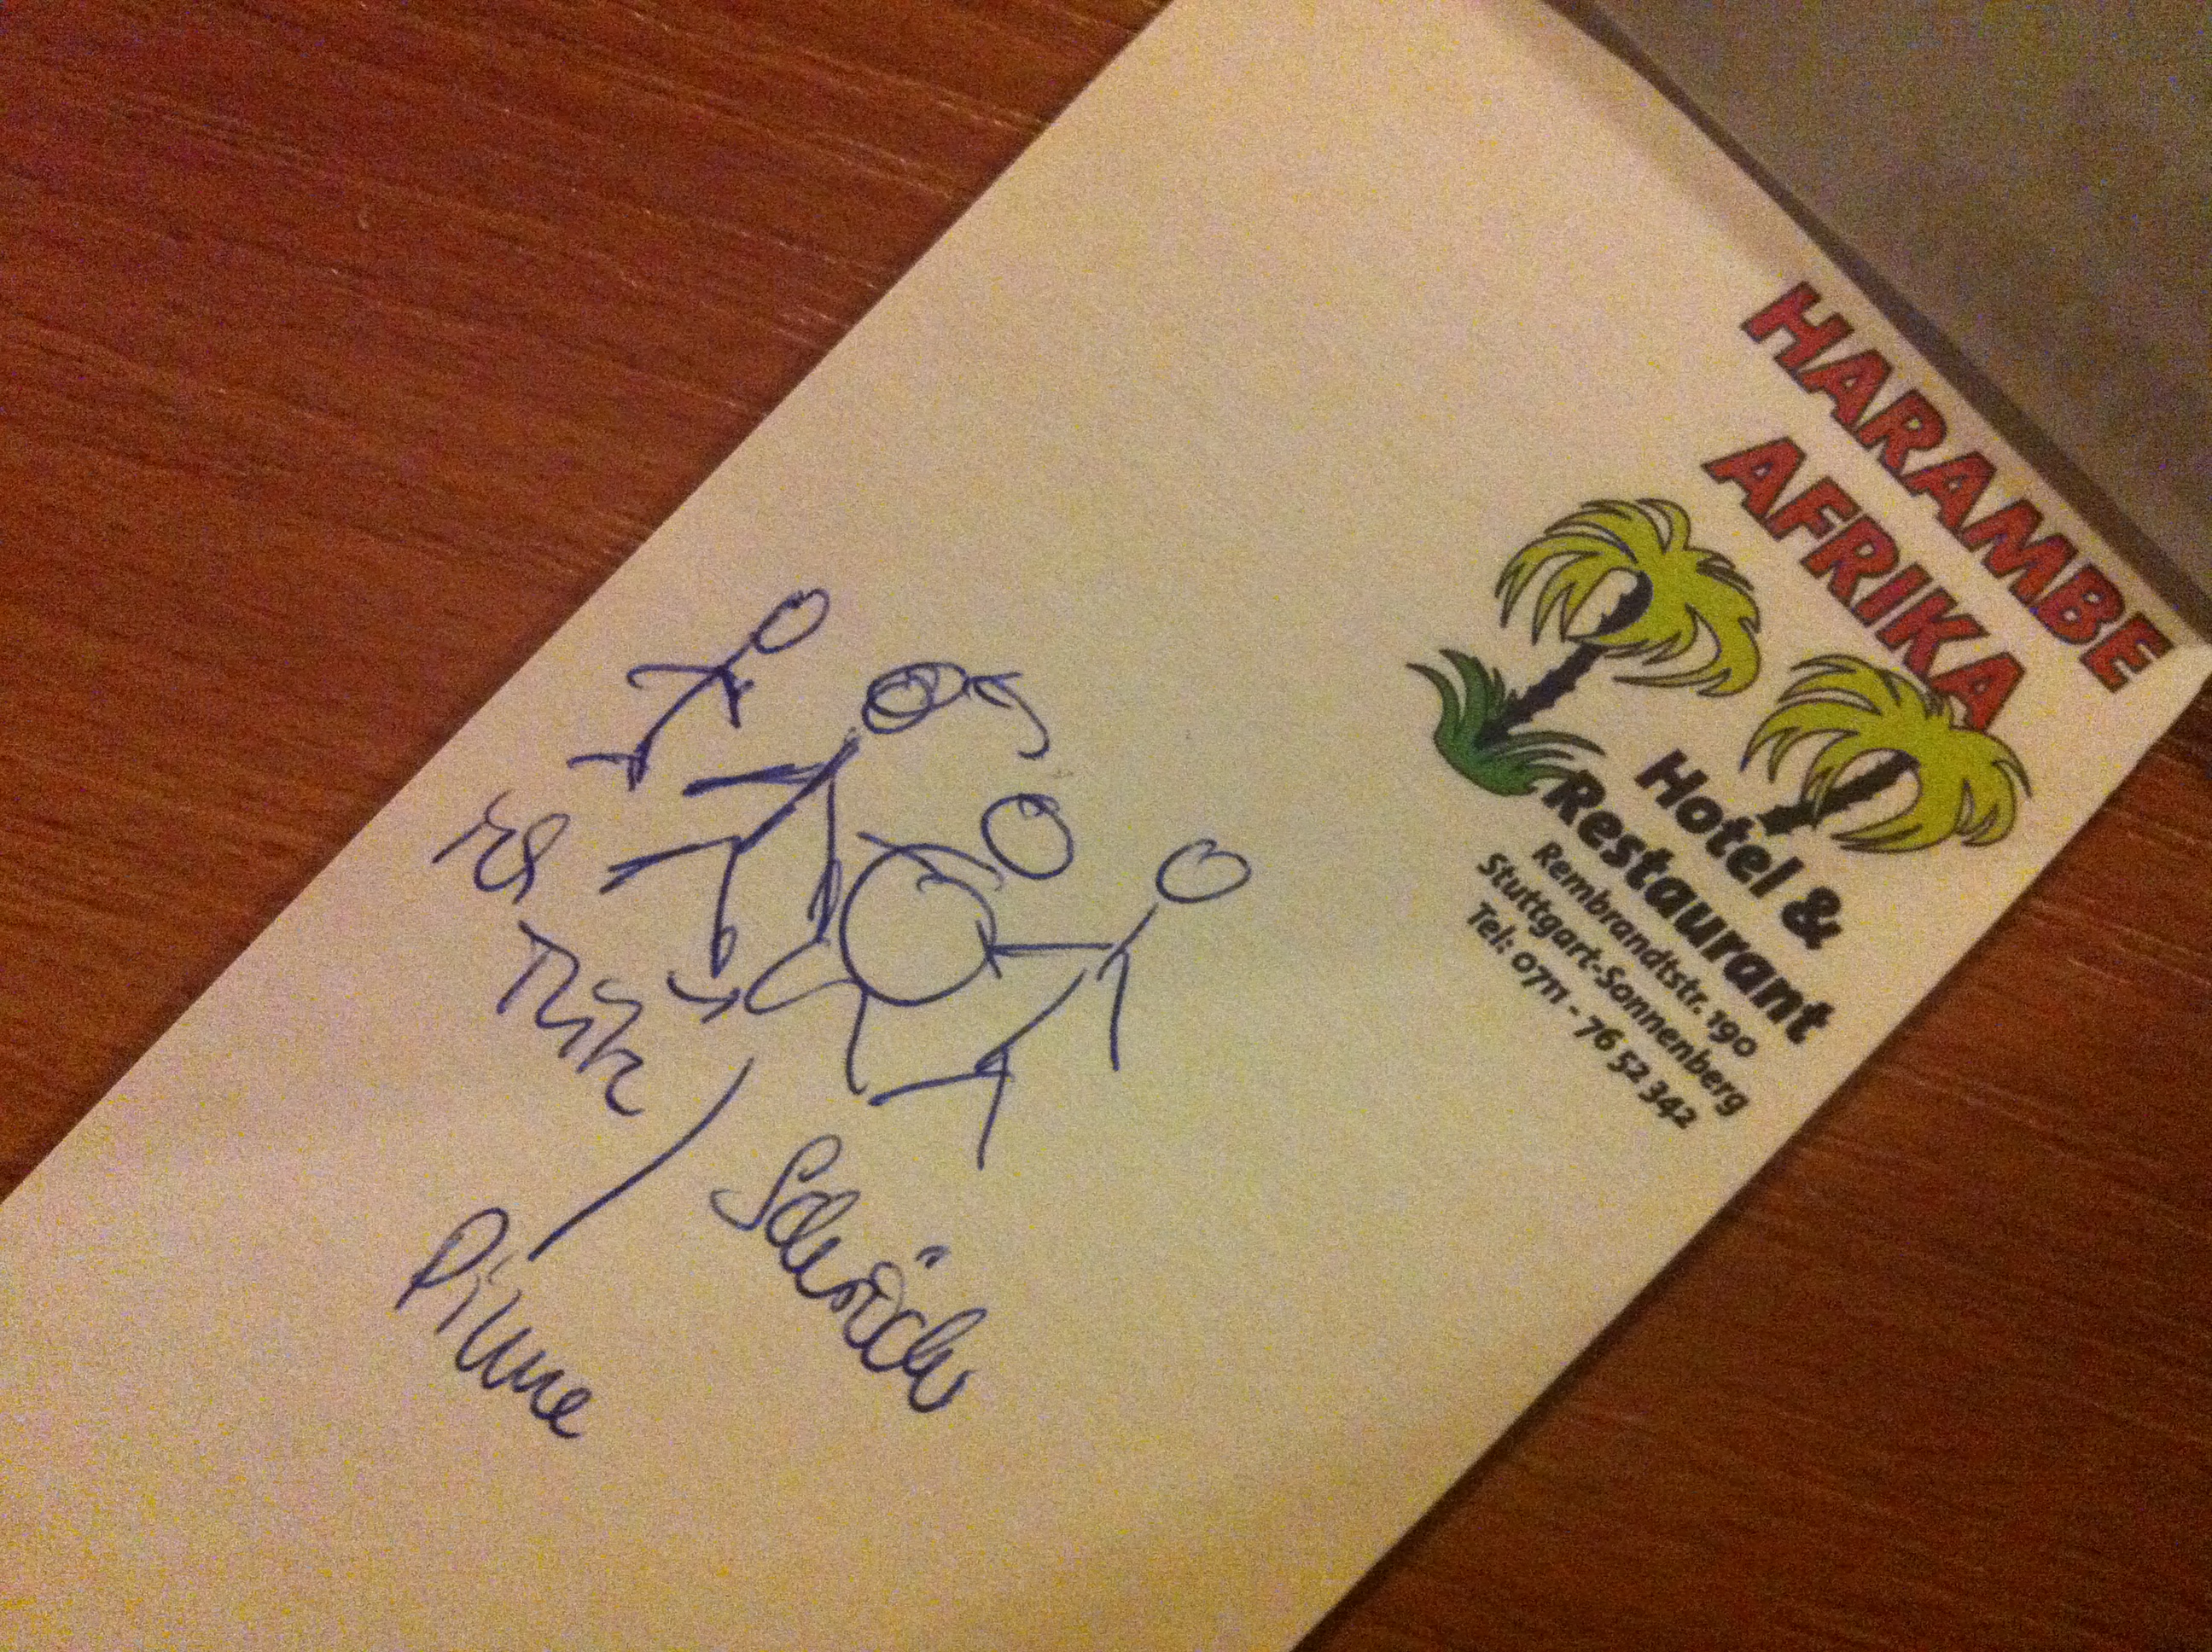 HARAMBE
AFRIKA
Hotel &
Restaurant
Rembrandtstr. 190
Stuttgart-Sonnenberg
Tel: 0711 - 76 52 342